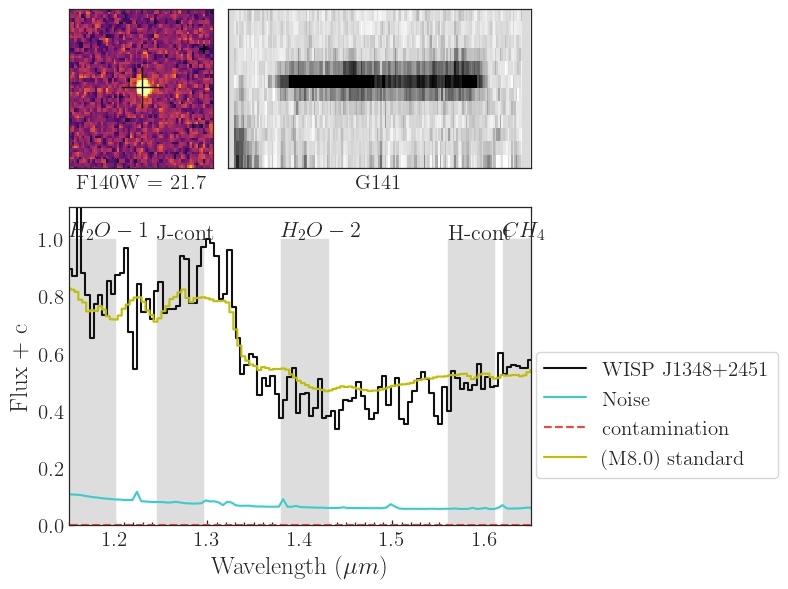 F140W = 21.7
G141
H₂O − 1
J-cont
H₂O − 2
H-cont
CH₄
1.0
0.8
0.6
0.4
0.2
0.0
Flux + c
1.2 1.3 1.4 1.5 1.6
Wavelength (μm)
WISP J1348+2451
Noise
contamination
(M8.0) standard